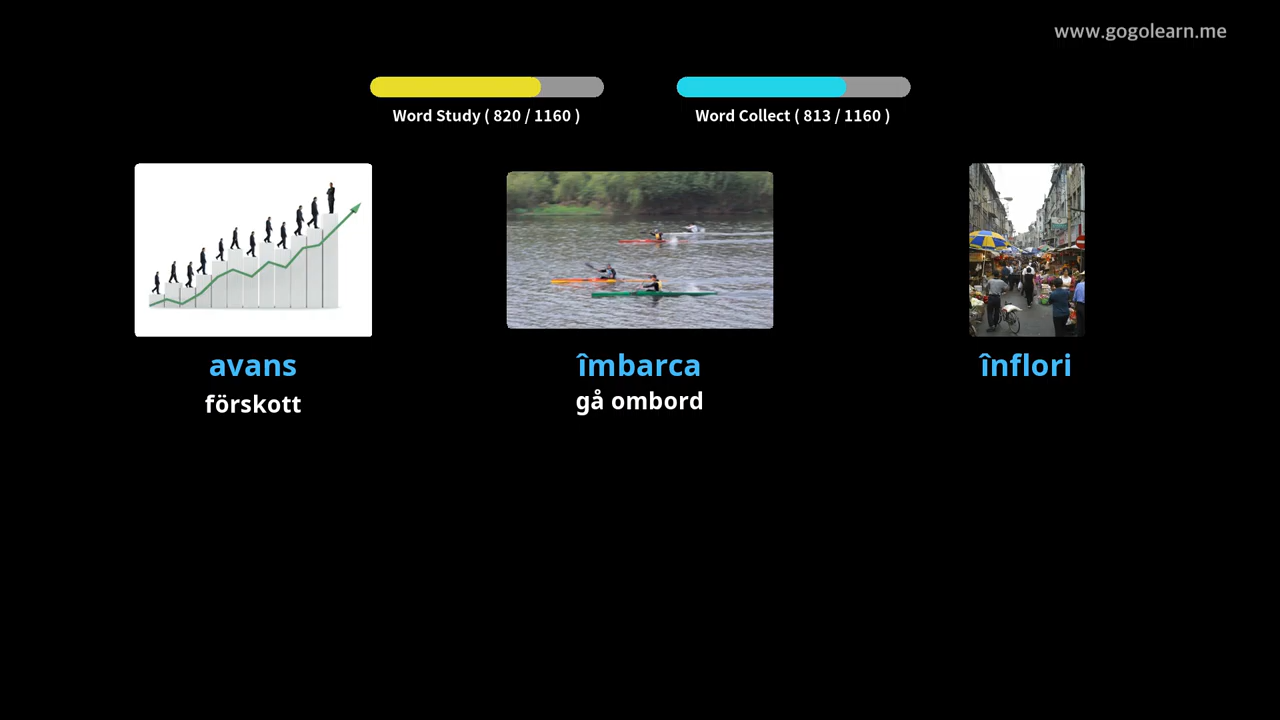 www.gogolearn.me
Word Study ( 820 / 1160 )
Word Collect ( 813 / 1160 )
avans
îmbarca
înflori
förskott
gå ombord